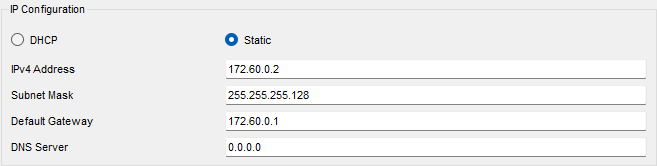 IP Configuration
DHCP Static
IPv4 Address 172.60.0.2
Subnet Mask 255.255.255.128
Default Gateway 172.60.0.1
DNS Server 0.0.0.0